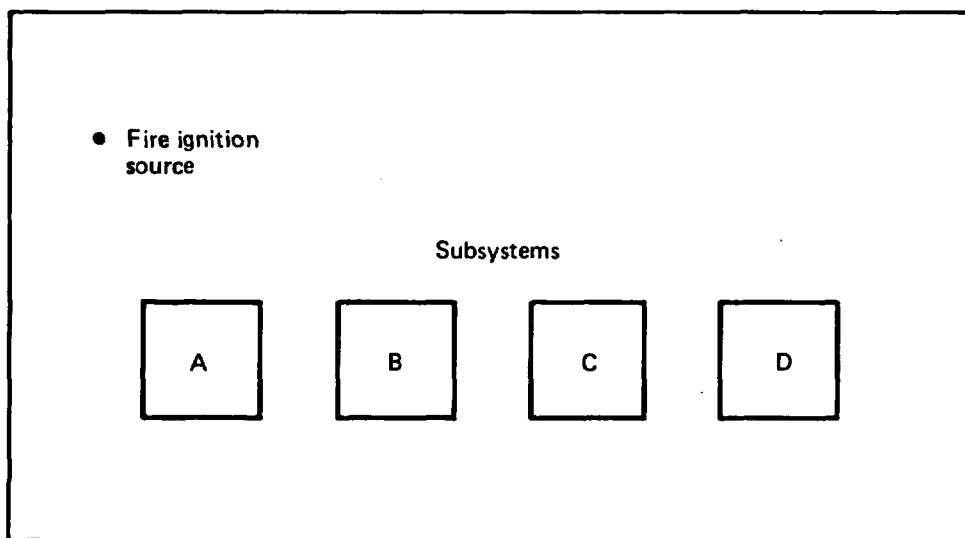 ● Fire ignition
source
Subsystems
A B C D